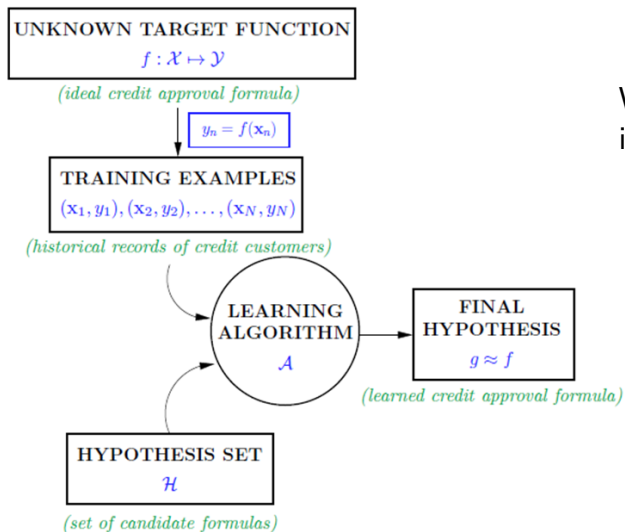 UNKNOWN TARGET FUNCTION
f : 𝒳 ↦ 𝒴
(ideal credit approval formula)
yₙ = f(xₙ)
TRAINING EXAMPLES
(x₁, y₁), (x₂, y₂), . . . , (x_N, y_N)
(historical records of credit customers)
LEARNING
ALGORITHM
𝒜
FINAL
HYPOTHESIS
g ≈ f
(learned credit approval formula)
HYPOTHESIS SET
ℋ
(set of candidate formulas)